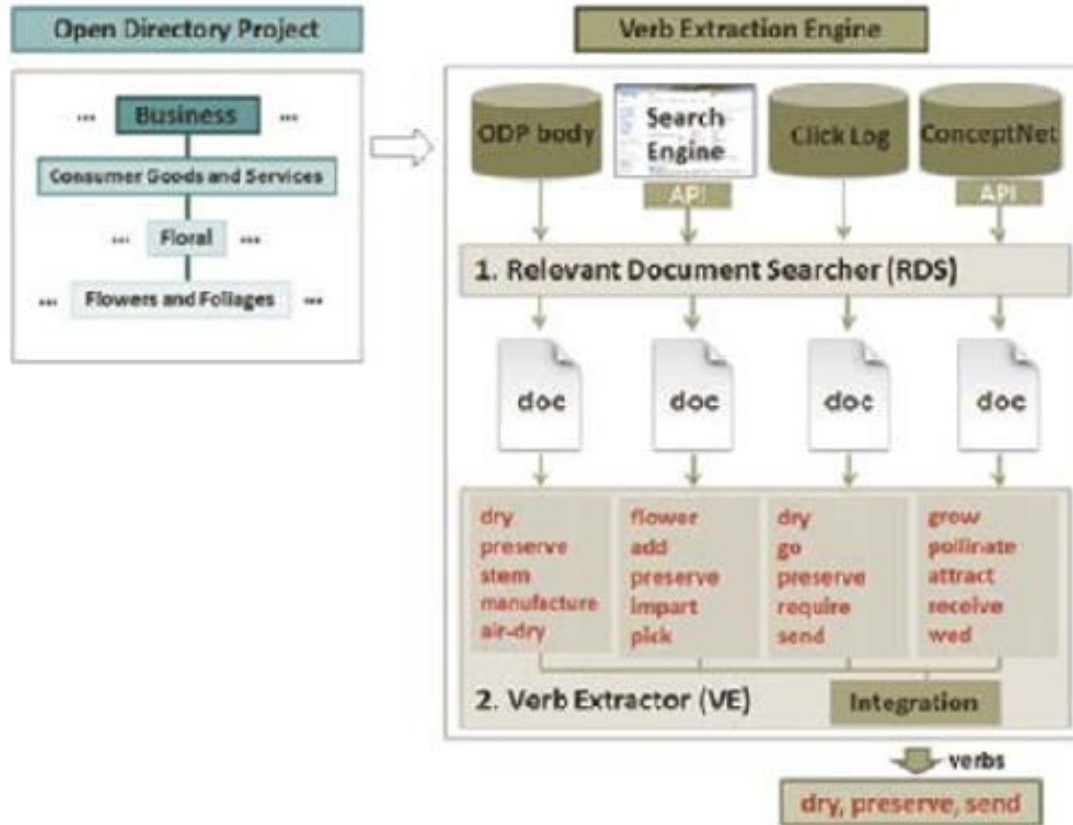 Open Directory Project
Verb Extraction Engine
... Business ...
Consumer Goods and Services
... Floral ...
... Flowers and Foliages ...
ODP body
Search
Engine
Click Log
ConceptNet
API
API
1. Relevant Document Searcher (RDS)
doc
doc
doc
doc
dry
preserve
stem
manufacture
air-dry
flower
add
preserve
impart
pick
dry
go
preserve
require
send
grow
pollinate
attract
receive
wed
2. Verb Extractor (VE)
Integration
verbs
dry, preserve, send